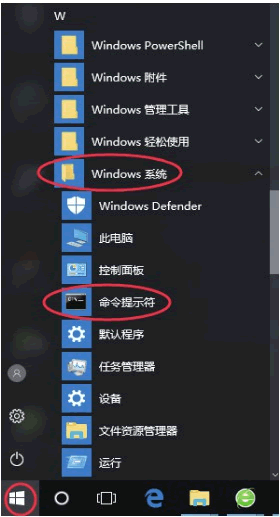 W
Windows PowerShell
Windows 附件
Windows 管理工具
Windows 轻松使用
Windows 系统
Windows Defender
此电脑
控制面板
命令提示符
默认程序
任务管理器
设备
文件资源管理器
运行